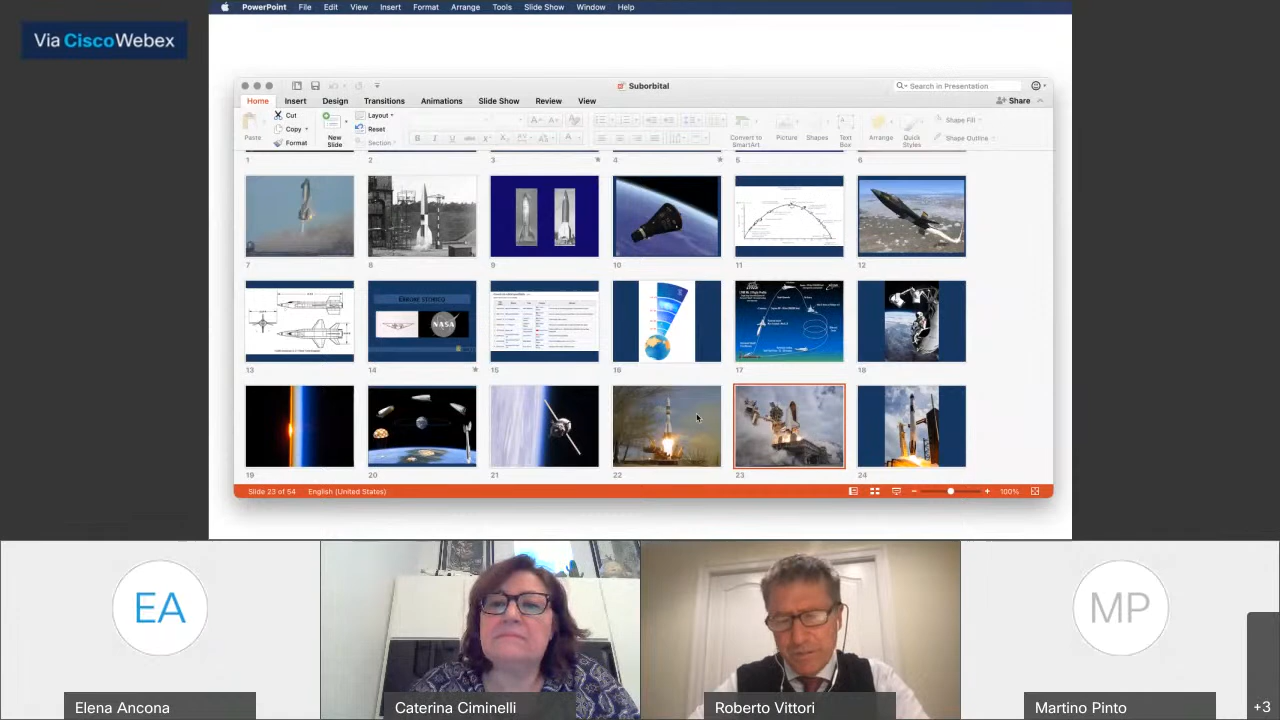 PowerPoint File Edit View Insert Format Arrange Tools Slide Show Window Help
Via CiscoWebex
Suborbital
Search in Presentation
Home Insert Design Transitions Animations Slide Show Review View
Share
Paste
Cut
Copy
Format
New
Slide
Layout
Reset
Section
Convert to
SmartArt
Picture
Shapes
Text
Box
Arrange
Quick
Styles
Shape Fill
Shape Outline
1 2 3 4 5 6
7 8 9 10 11 12
NASA
13 14 15 16 17 18
19 20 21 22 23 24
Slide 23 of 54 English (United States)
100%
EA
MP
Elena Ancona
Caterina Ciminelli
Roberto Vittori
Martino Pinto
+3